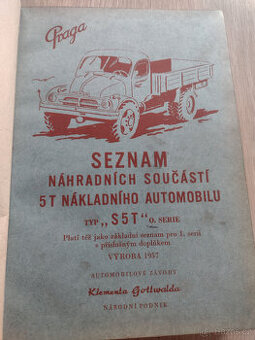 Praga
SEZNAM
NÁHRADNÍCH SOUČÁSTÍ
5T NÁKLADNÍHO AUTOMOBILU
TYP „S5T" O. SERIE
Platí též jako základní seznam pro 1. serii
s příslušným doplňkem
VÝROBA 1957
AUTOMOBILOVÉ ZÁVODY
Klementa Gottwalda
NÁRODNÍ PODNIK